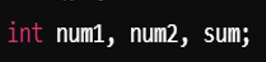 int num1, num2, sum;